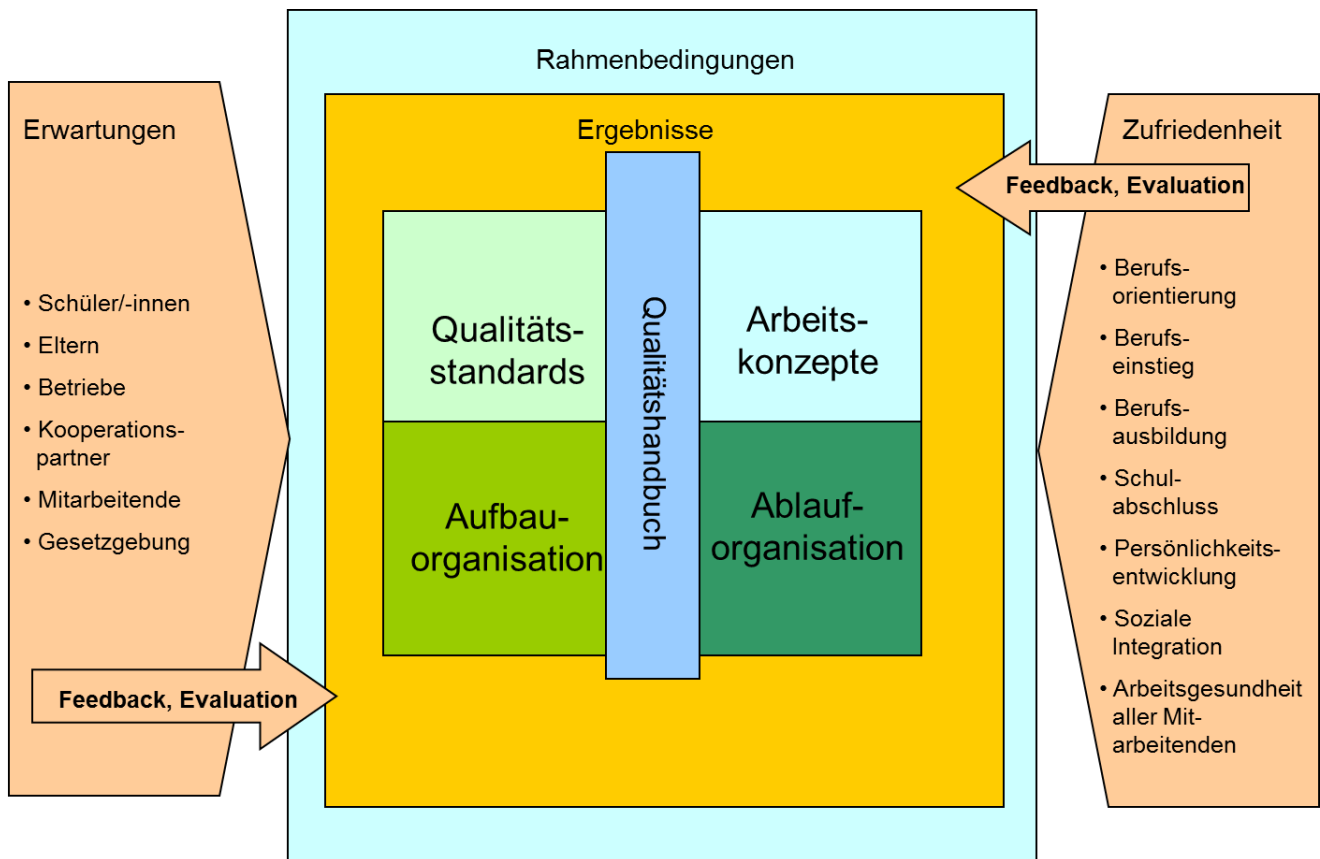 Rahmenbedingungen
Erwartungen
• Schüler/-innen
• Eltern
• Betriebe
• Kooperations-
partner
• Mitarbeitende
• Gesetzgebung
Feedback, Evaluation
Ergebnisse
Qualitäts-
standards
Arbeits-
konzepte
Qualitätshandbuch
Aufbau-
organisation
Ablauf-
organisation
Zufriedenheit
Feedback, Evaluation
• Berufs-
orientierung
• Berufs-
einstieg
• Berufs-
ausbildung
• Schul-
abschluss
• Persönlichkeits-
entwicklung
• Soziale
Integration
• Arbeitsgesundheit
aller Mit-
arbeitenden